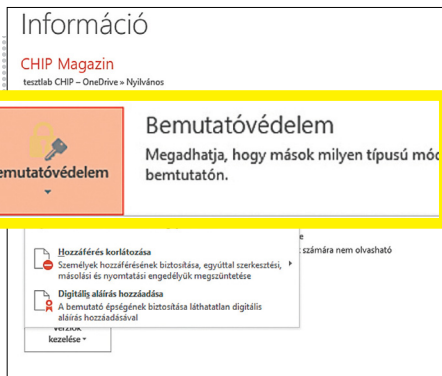 Információ
CHIP Magazin
tesztlab CHIP – OneDrive » Nyilvános
Bemutatóvédelem
Megadhatja, hogy mások milyen típusú mód
bemtutatón.
emutatóvédelem
e
számára nem olvasható
Hozzáférés korlátozása
Személyek hozzáférésének biztosítása, egyúttal szerkesztési,
másolási és nyomtatási engedélyük megszüntetése
Digitális aláírás hozzáadása
A bemutató épségének biztosítása láthatatlan digitális
aláírás hozzáadásával
verziók
kezelése